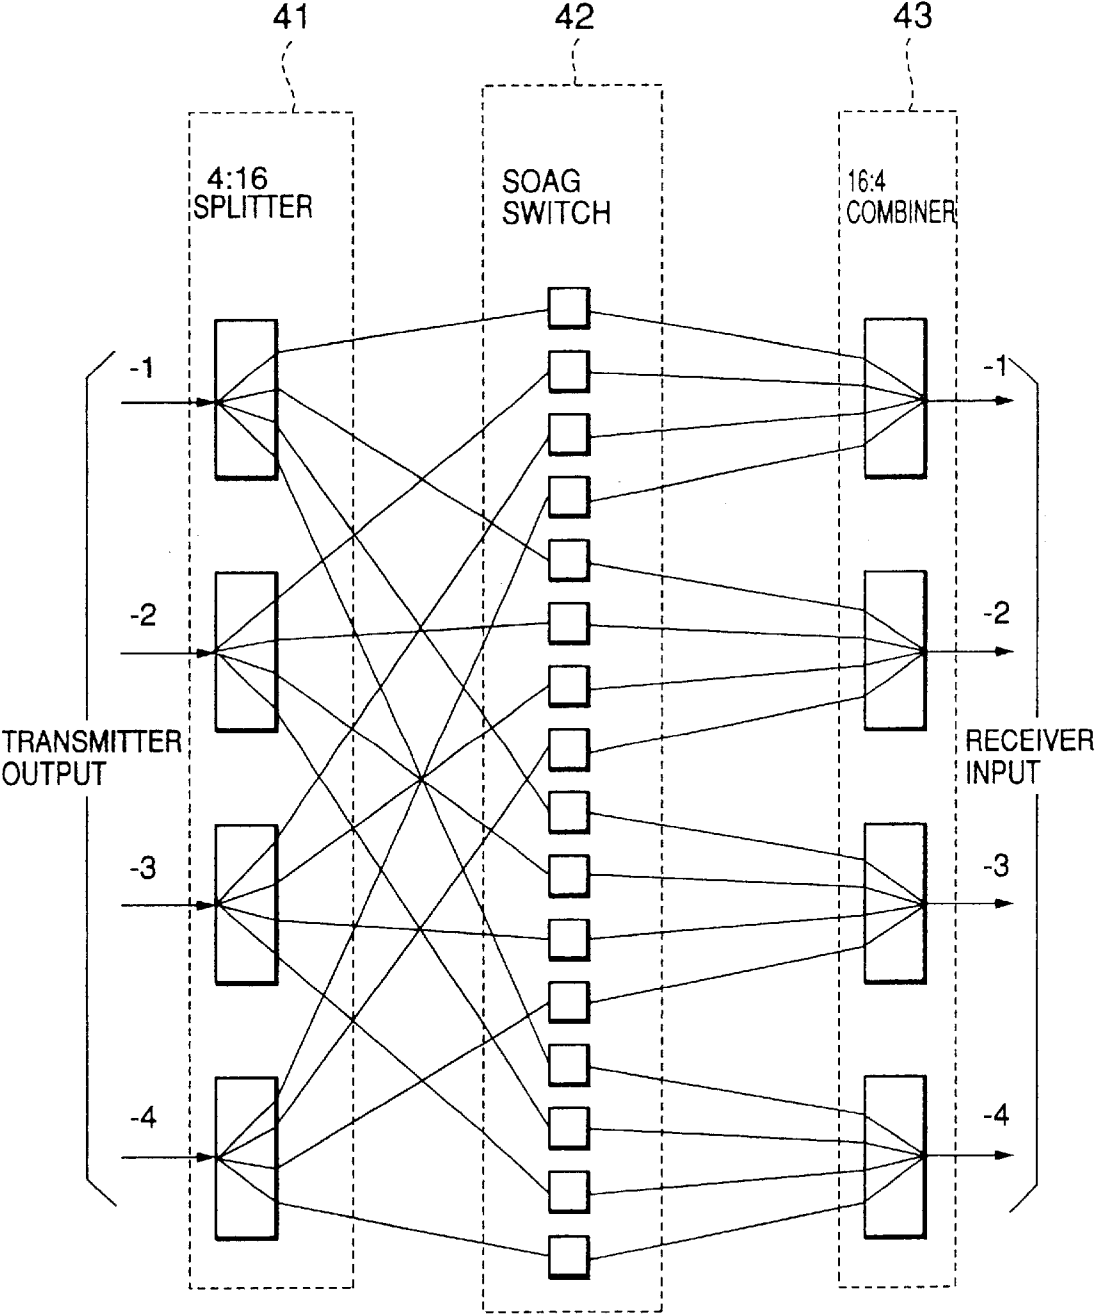 41
42
43
4:16
SPLITTER
SOAG
SWITCH
16:4
COMBINER
-1
-2
-3
-4
TRANSMITTER
OUTPUT
-1
-2
-3
-4
RECEIVER
INPUT